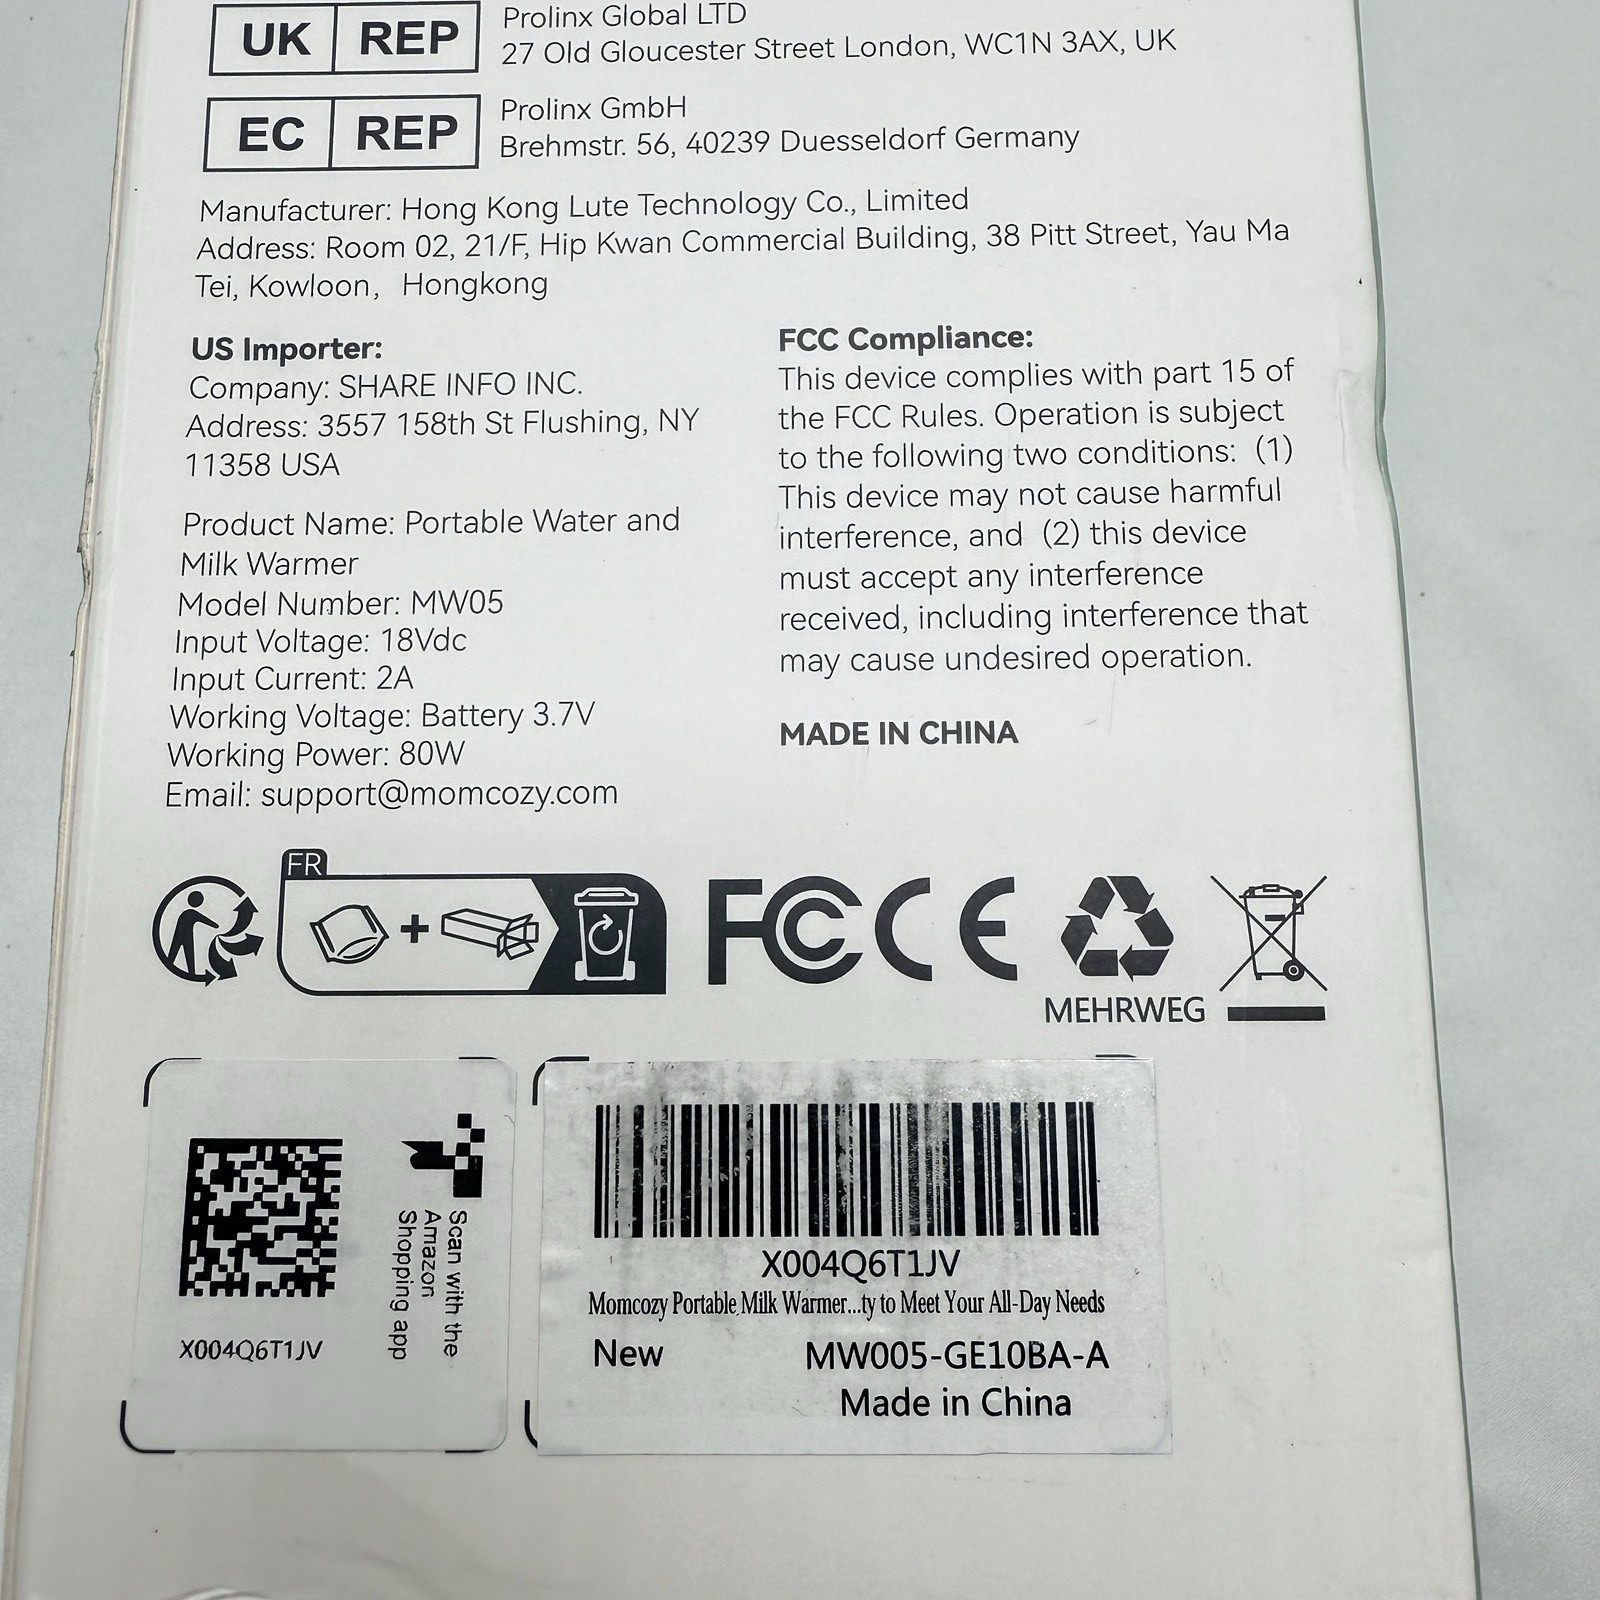 UK REP
Prolinx Global LTD
27 Old Gloucester Street London, WC1N 3AX, UK
EC REP
Prolinx GmbH
Brehmstr. 56, 40239 Duesseldorf Germany
Manufacturer: Hong Kong Lute Technology Co., Limited
Address: Room 02, 21/F, Hip Kwan Commercial Building, 38 Pitt Street, Yau Ma
Tei, Kowloon, Hongkong
US Importer:
Company: SHARE INFO INC.
Address: 3557 158th St Flushing, NY
11358 USA
Product Name: Portable Water and
Milk Warmer
Model Number: MW05
Input Voltage: 18Vdc
Input Current: 2A
Working Voltage: Battery 3.7V
Working Power: 80W
Email: support@momcozy.com
FCC Compliance:
This device complies with part 15 of
the FCC Rules. Operation is subject
to the following two conditions: (1)
This device may not cause harmful
interference, and (2) this device
must accept any interference
received, including interference that
may cause undesired operation.
MADE IN CHINA
FR
FCC CE
MEHRWEG
Scan with the
Amazon
Shopping app
X004Q6T1JV
X004Q6T1JV
Momcozy Portable Milk Warmer...ty to Meet Your All-Day Needs
New
MW005-GE10BA-A
Made in China